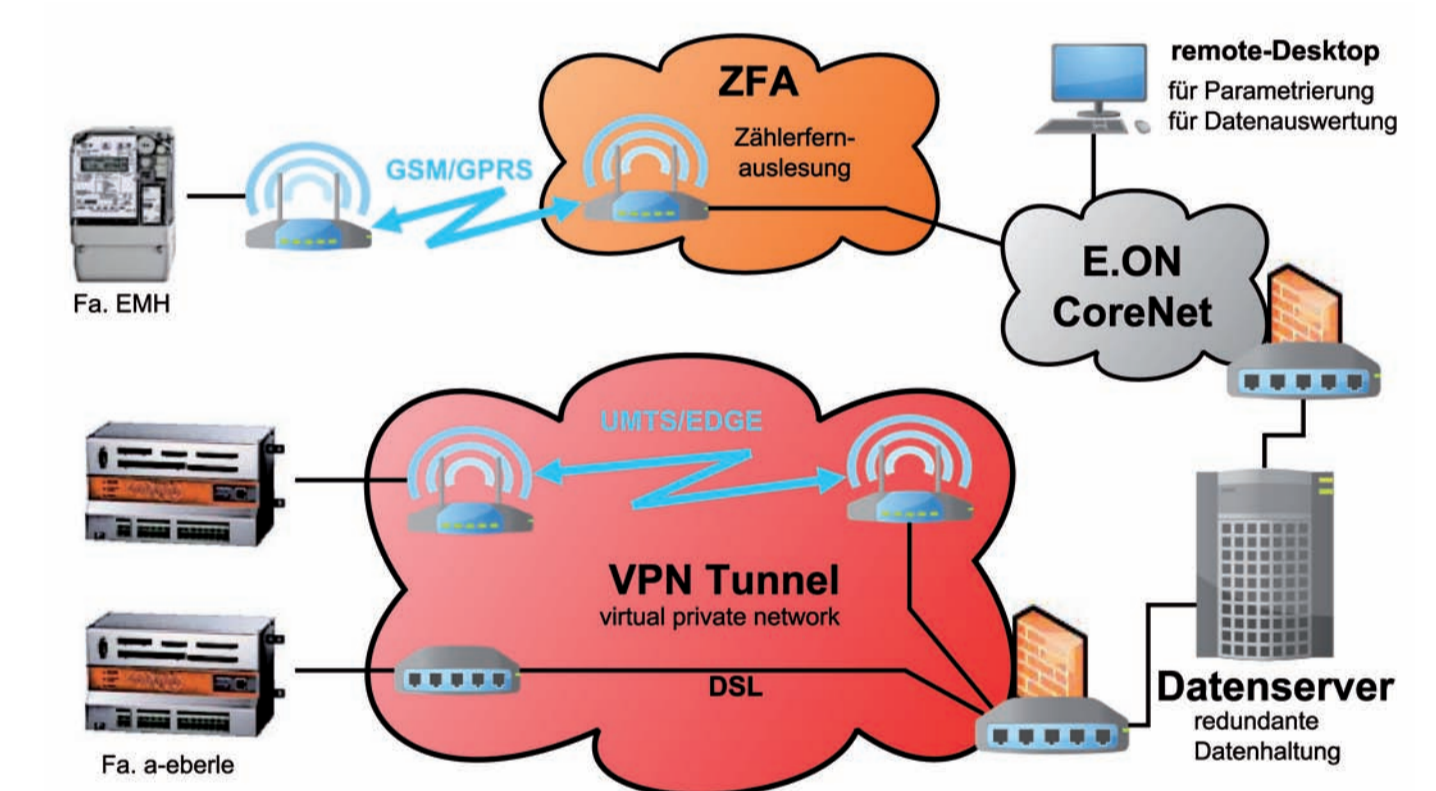 ZFA
Zählerfern-
auslesung
remote-Desktop
für Parametrierung
für Datenauswertung
GSM/GPRS
Fa. EMH
E.ON
CoreNet
UMTS/EDGE
VPN Tunnel
virtual private network
DSL
Fa. a-eberle
Datenserver
redundante
Datenhaltung